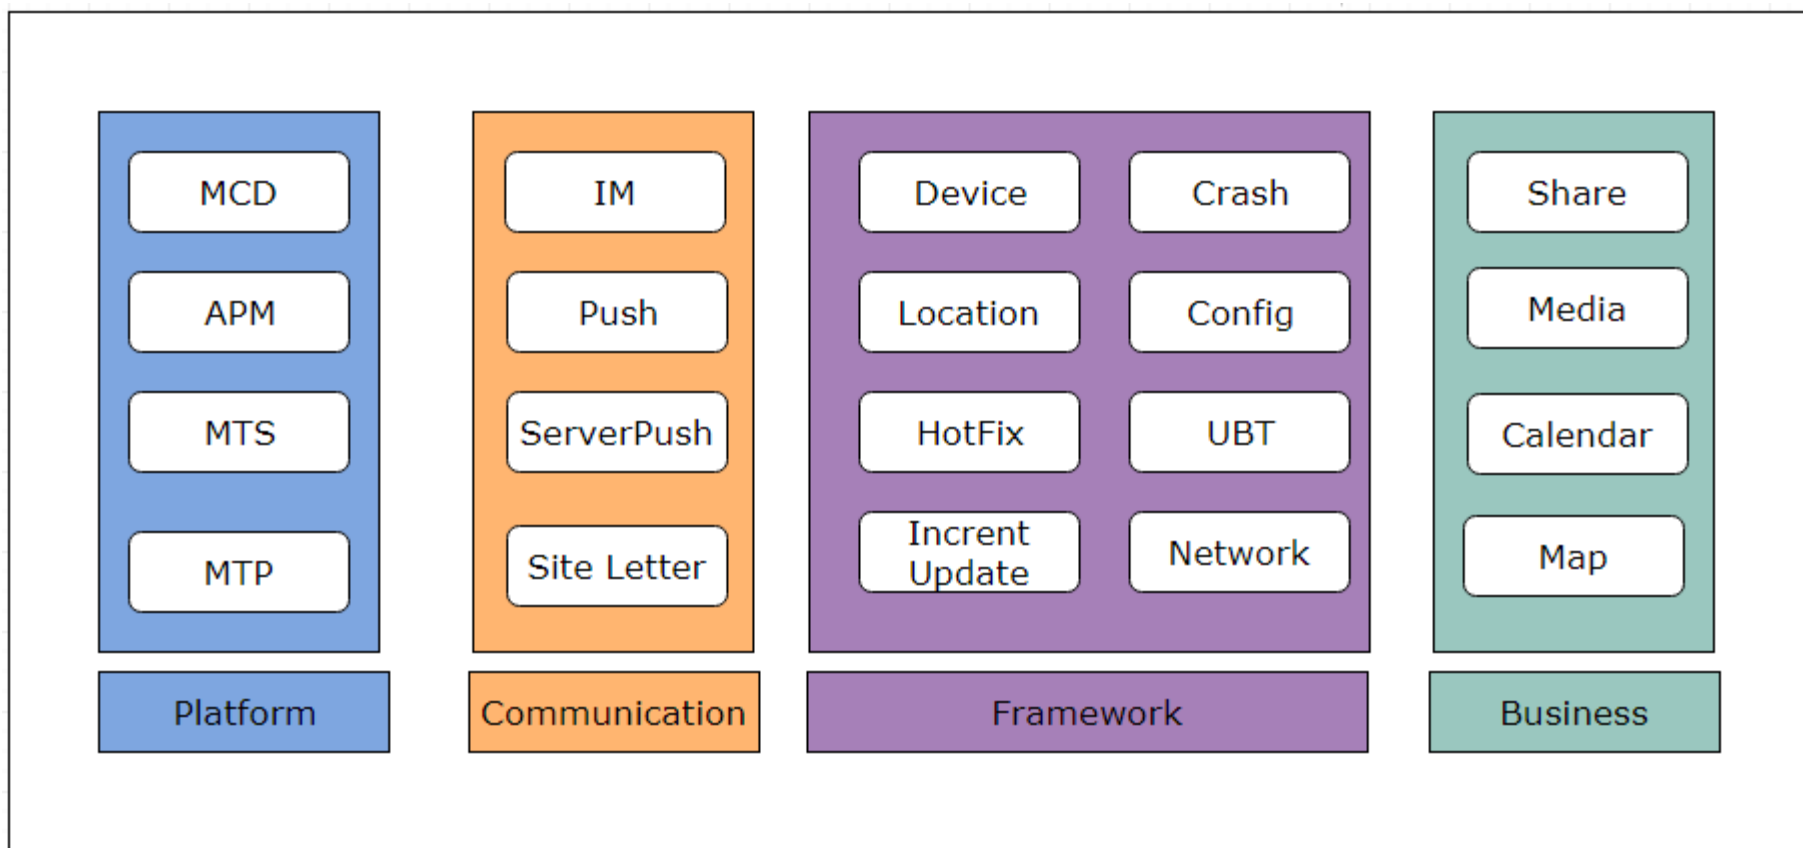 MCD
APM
MTS
MTP
Platform
IM
Push
ServerPush
Site Letter
Communication
Device
Crash
Location
Config
HotFix
UBT
Incrent
Update
Network
Framework
Share
Media
Calendar
Map
Business